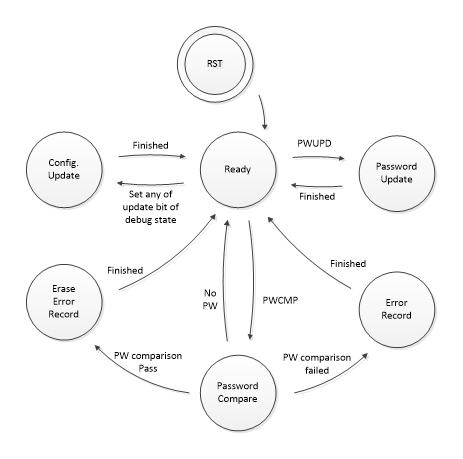 RST
Finished
PWUPD
Config.
Update
Ready
Password
Update
Set any of
update bit of
debug state
Finished
Finished
Finished
Erase
Error
Record
No
PW
PWCMP
Error
Record
PW comparison
Pass
PW comparison
failed
Password
Compare